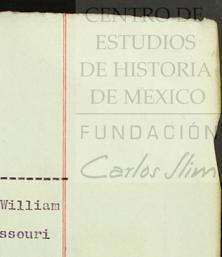 CENTRO DE
ESTUDIOS
DE HISTORIA
DE MEXICO
FUNDACIÓN
Carlos Slim
William
ssouri